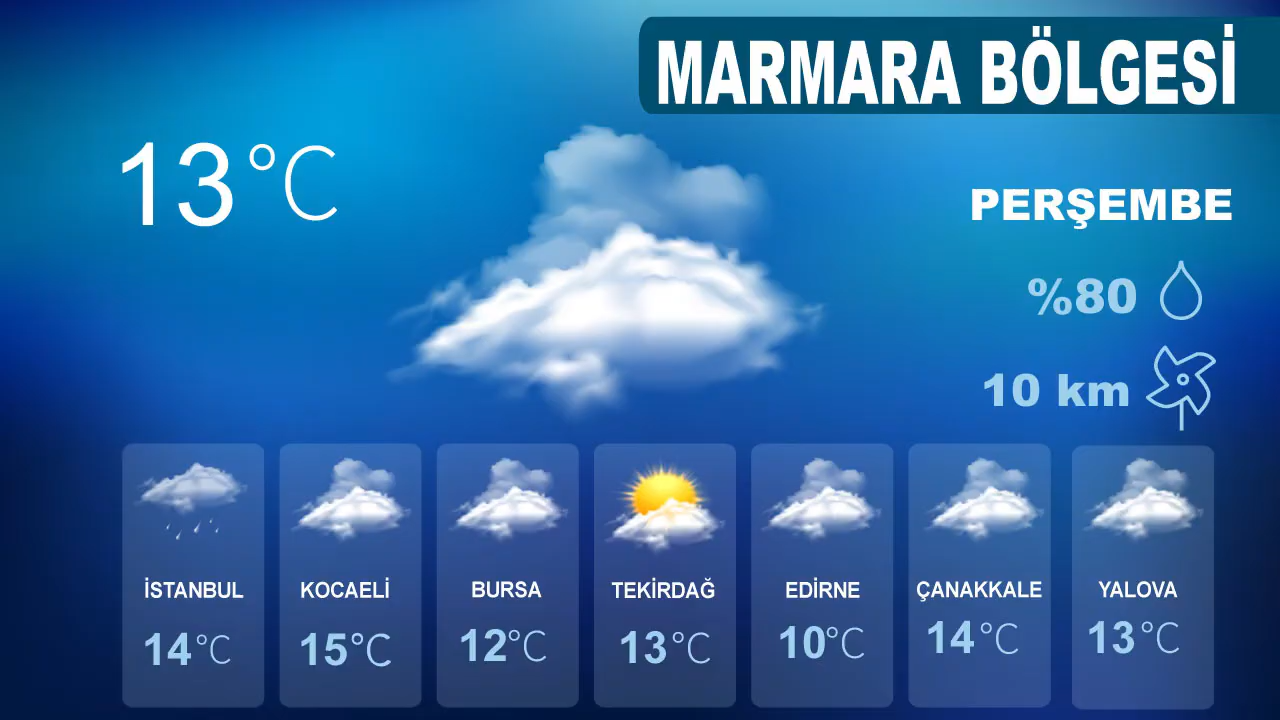 MARMARA BÖLGESİ
13°C
PERŞEMBE
%80
10 km
İSTANBUL
14°C
KOCAELİ
15°C
BURSA
12°C
TEKİRDAĞ
13°C
EDİRNE
10°C
ÇANAKKALE
14°C
YALOVA
13°C